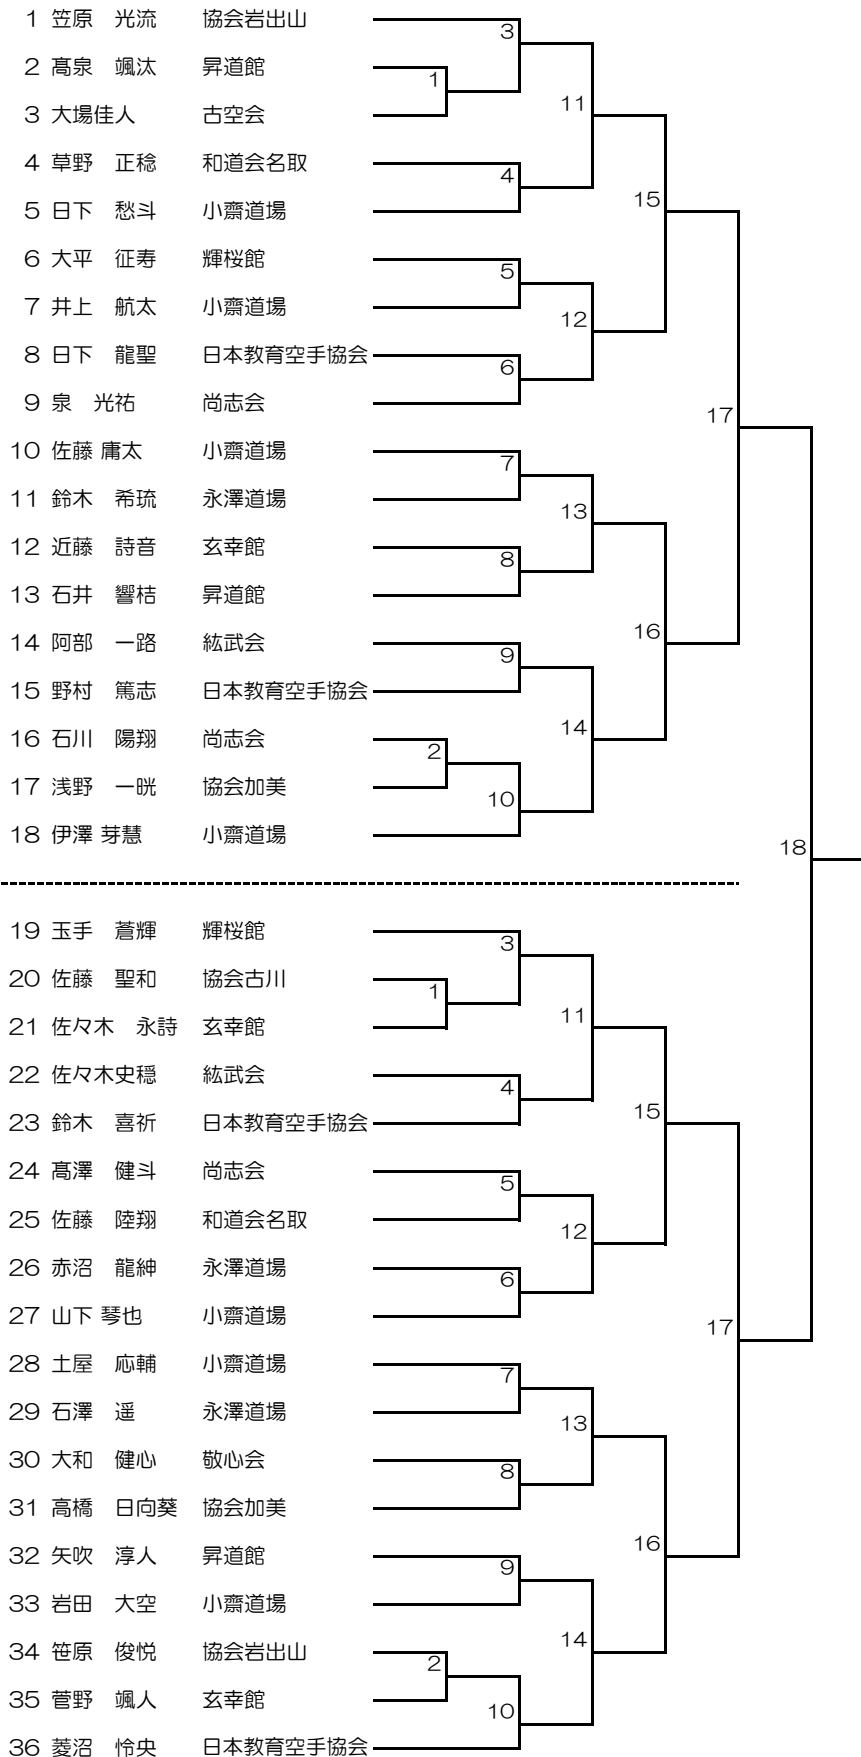 1 笠原　光流　協会岩出山
3
2 髙泉　颯汰　昇道館
1
3 大場佳人　古空会
11
4 草野　正稔　和道会名取
4
5 日下　愁斗　小齋道場
15
6 大平　征寿　輝桜館
5
7 井上　航太　小齋道場
12
8 日下　龍聖　日本教育空手協会
6
9 泉　光祐　尚志会
17
10 佐藤 庸太　小齋道場
7
11 鈴木　希琉　永澤道場
13
12 近藤　詩音　玄幸館
8
13 石井　響桔　昇道館
16
14 阿部　一路　紘武会
9
15 野村　篤志　日本教育空手協会
14
16 石川　陽翔　尚志会
2
17 浅野　一晄　協会加美
10
18 伊澤 芽慧　小齋道場
18
19 玉手　蒼輝　輝桜館
3
20 佐藤　聖和　協会古川
1
21 佐々木　永詩　玄幸館
11
22 佐々木史穏　紘武会
4
23 鈴木　喜祈　日本教育空手協会
15
24 髙澤　健斗　尚志会
5
25 佐藤　陸翔　和道会名取
12
26 赤沼　龍紳　永澤道場
6
27 山下 琴也　小齋道場
17
28 土屋　応輔　小齋道場
7
29 石澤　遥　永澤道場
13
30 大和　健心　敬心会
8
31 高橋　日向葵　協会加美
16
32 矢吹　淳人　昇道館
9
33 岩田　大空　小齋道場
14
34 笹原　俊悦　協会岩出山
2
35 菅野　颯人　玄幸館
10
36 菱沼　怜央　日本教育空手協会